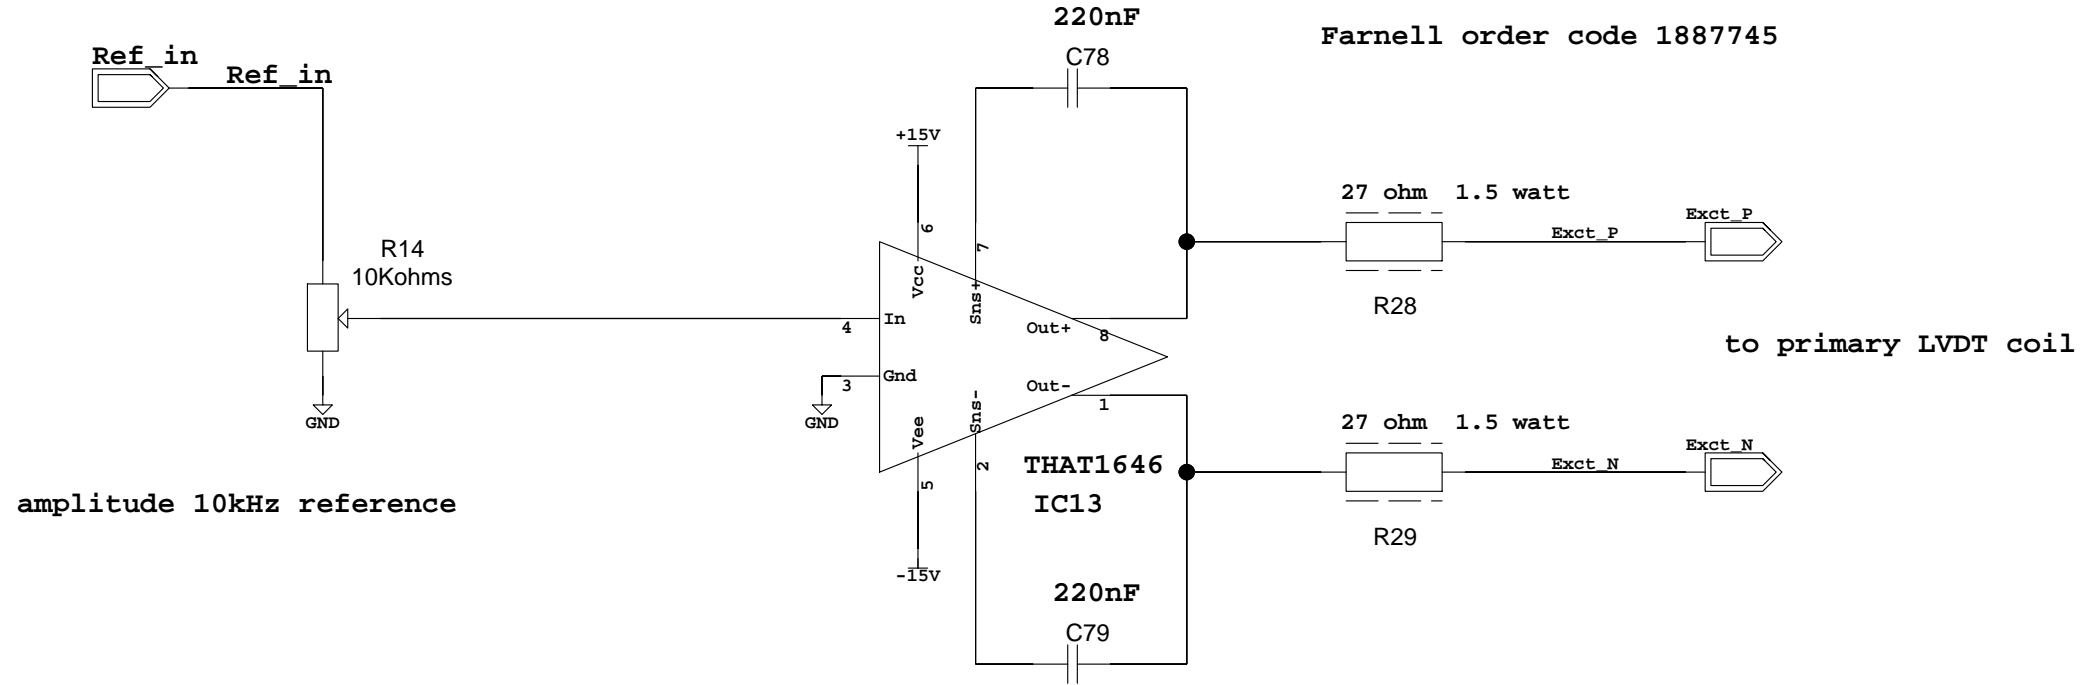 220nF
Farnell order code 1887745
C78
Ref_in
Ref_in
+15V
27 ohm  1.5 watt
Exct_P
Exct_P
R14
10Kohms
6
7
Vcc
Sns+
R28
4
In
Out+
8
to primary LVDT coil
3
Gnd
Out-
1
GND
GND
Vee
Sns-
27 ohm  1.5 watt
Exct_N
Exct_N
2
THAT1646
5
IC13
amplitude 10kHz reference
R29
-15V
220nF
C79